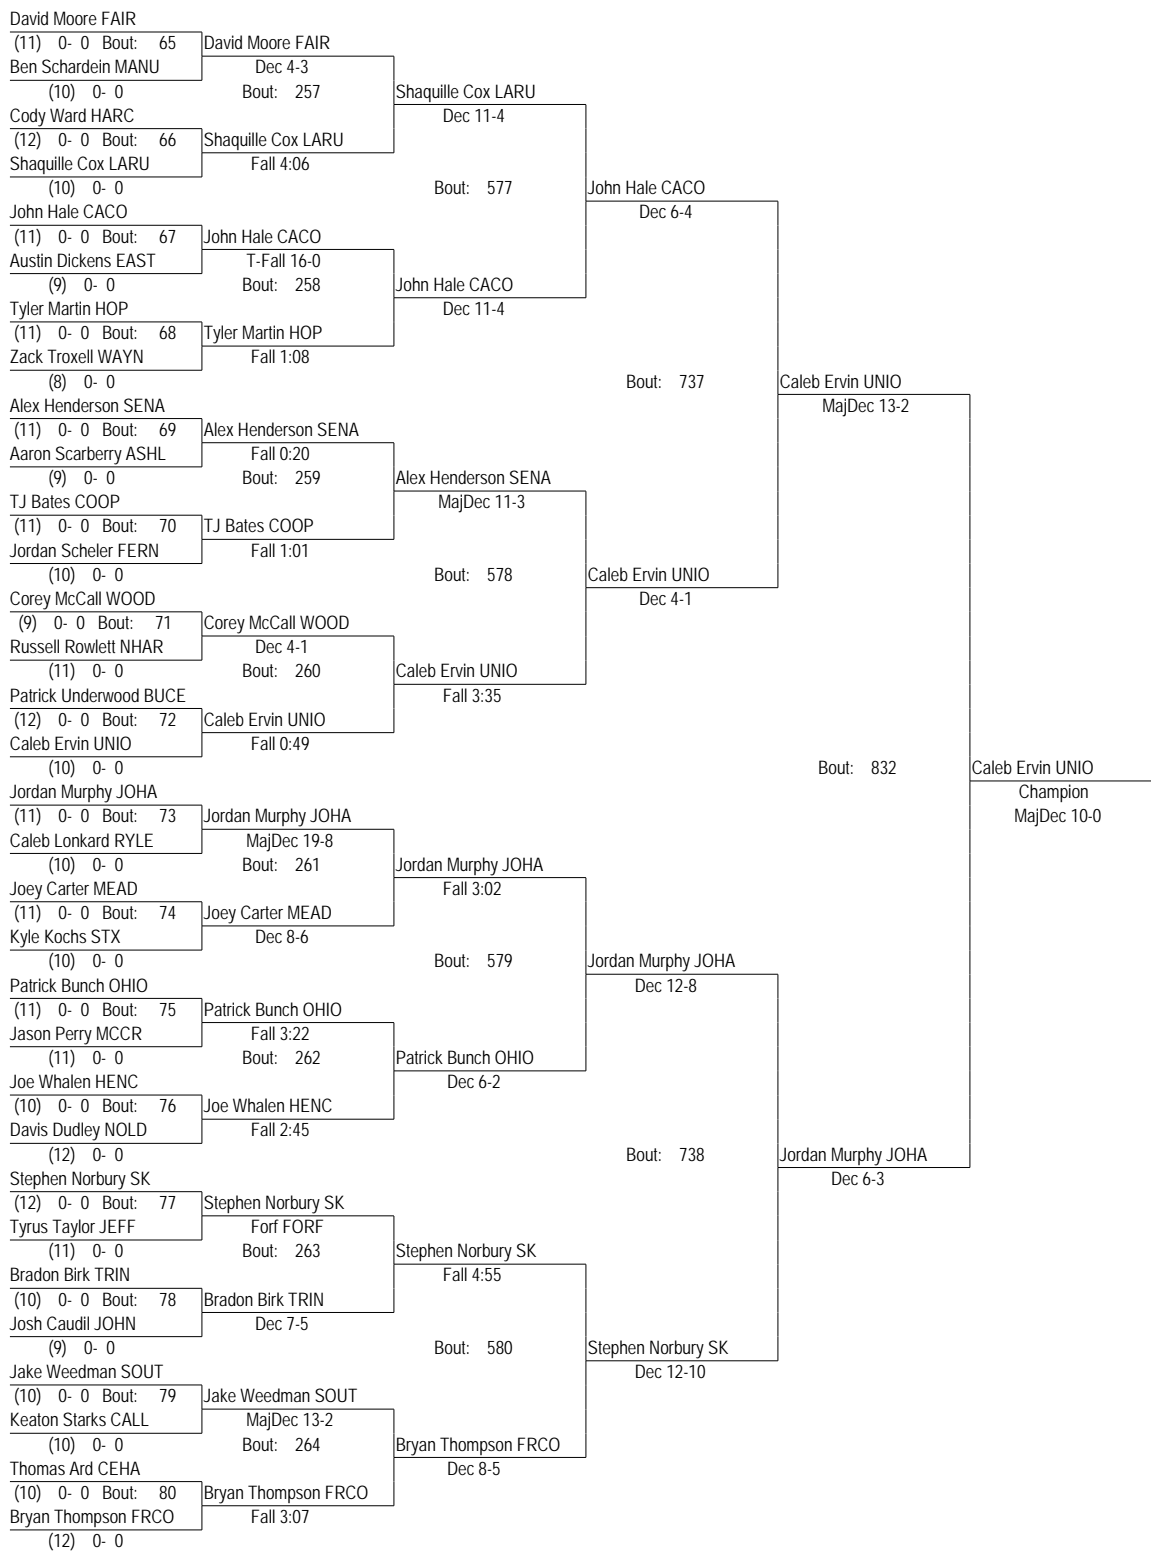 David Moore FAIR
(11) 0- 0 Bout: 65 David Moore FAIR
Ben Schardein MANU Dec 4-3
(10) 0- 0 Bout: 257 Shaquille Cox LARU
Cody Ward HARC Dec 11-4
(12) 0- 0 Bout: 66 Shaquille Cox LARU
Shaquille Cox LARU Fall 4:06
(10) 0- 0 Bout: 577 John Hale CACO
John Hale CACO Dec 6-4
(11) 0- 0 Bout: 67 John Hale CACO
Austin Dickens EAST T-Fall 16-0
(9) 0- 0 Bout: 258 John Hale CACO
Tyler Martin HOP Dec 11-4
(11) 0- 0 Bout: 68 Tyler Martin HOP
Zack Troxell WAYN Fall 1:08
(8) 0- 0 Bout: 737 Caleb Ervin UNIO
Alex Henderson SENA MajDec 13-2
(11) 0- 0 Bout: 69 Alex Henderson SENA
Aaron Scarberry ASHL Fall 0:20
(9) 0- 0 Bout: 259 Alex Henderson SENA
TJ Bates COOP MajDec 11-3
(11) 0- 0 Bout: 70 TJ Bates COOP
Jordan Scheler FERN Fall 1:01
(10) 0- 0 Bout: 578 Caleb Ervin UNIO
Corey McCall WOOD Dec 4-1
(9) 0- 0 Bout: 71 Corey McCall WOOD
Russell Rowlett NHAR Dec 4-1
(11) 0- 0 Bout: 260 Caleb Ervin UNIO
Patrick Underwood BUCE Fall 3:35
(12) 0- 0 Bout: 72 Caleb Ervin UNIO
Caleb Ervin UNIO Fall 0:49
(10) 0- 0 Bout: 832 Caleb Ervin UNIO
Jordan Murphy JOHA Champion
(11) 0- 0 Bout: 73 Jordan Murphy JOHA MajDec 10-0
Caleb Lonkard RYLE MajDec 19-8
(10) 0- 0 Bout: 261 Jordan Murphy JOHA
Joey Carter MEAD Fall 3:02
(11) 0- 0 Bout: 74 Joey Carter MEAD
Kyle Kochs STX Dec 8-6
(10) 0- 0 Bout: 579 Jordan Murphy JOHA
Patrick Bunch OHIO Dec 12-8
(11) 0- 0 Bout: 75 Patrick Bunch OHIO
Jason Perry MCCR Fall 3:22
(11) 0- 0 Bout: 262 Patrick Bunch OHIO
Joe Whalen HENC Dec 6-2
(10) 0- 0 Bout: 76 Joe Whalen HENC
Davis Dudley NOLD Fall 2:45
(12) 0- 0 Bout: 738 Jordan Murphy JOHA
Stephen Norbury SK Dec 6-3
(12) 0- 0 Bout: 77 Stephen Norbury SK
Tyrus Taylor JEFF Forf FORF
(11) 0- 0 Bout: 263 Stephen Norbury SK
Bradon Birk TRIN Fall 4:55
(10) 0- 0 Bout: 78 Bradon Birk TRIN
Josh Caudil JOHN Dec 7-5
(9) 0- 0 Bout: 580 Stephen Norbury SK
Jake Weedman SOUT Dec 12-10
(10) 0- 0 Bout: 79 Jake Weedman SOUT
Keaton Starks CALL MajDec 13-2
(10) 0- 0 Bout: 264 Bryan Thompson FRCO
Thomas Ard CEHA Dec 8-5
(10) 0- 0 Bout: 80 Bryan Thompson FRCO
Bryan Thompson FRCO Fall 3:07
(12) 0- 0